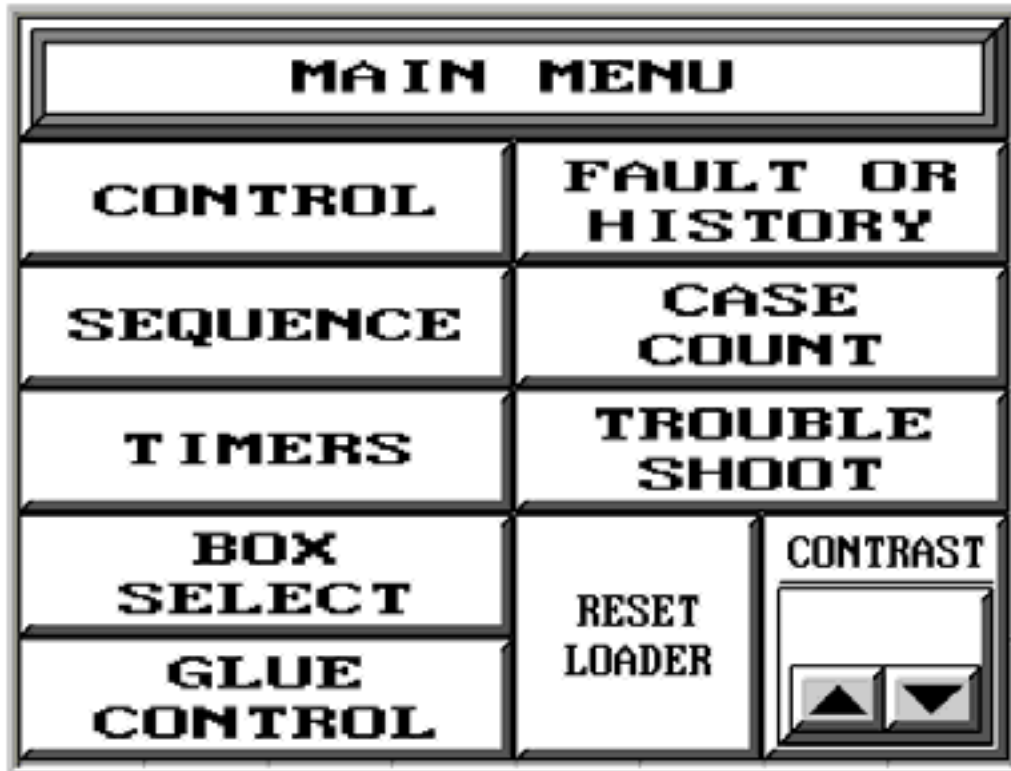 MAIN MENU
CONTROL
FAULT OR
HISTORY
SEQUENCE
CASE
COUNT
TIMERS
TROUBLE
SHOOT
BOX
SELECT
GLUE
CONTROL
RESET
LOADER
CONTRAST